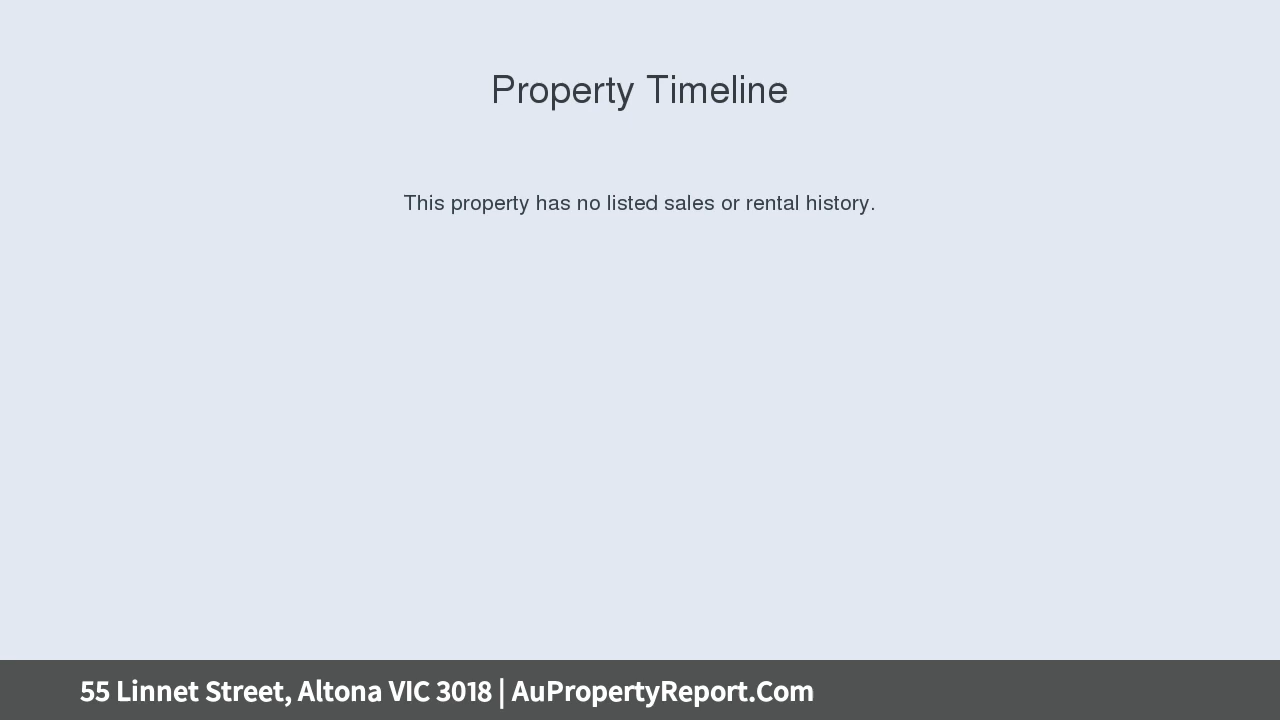 Property Timeline
This property has no listed sales or rental history.
55 Linnet Street, Altona VIC 3018 | AuPropertyReport.Com